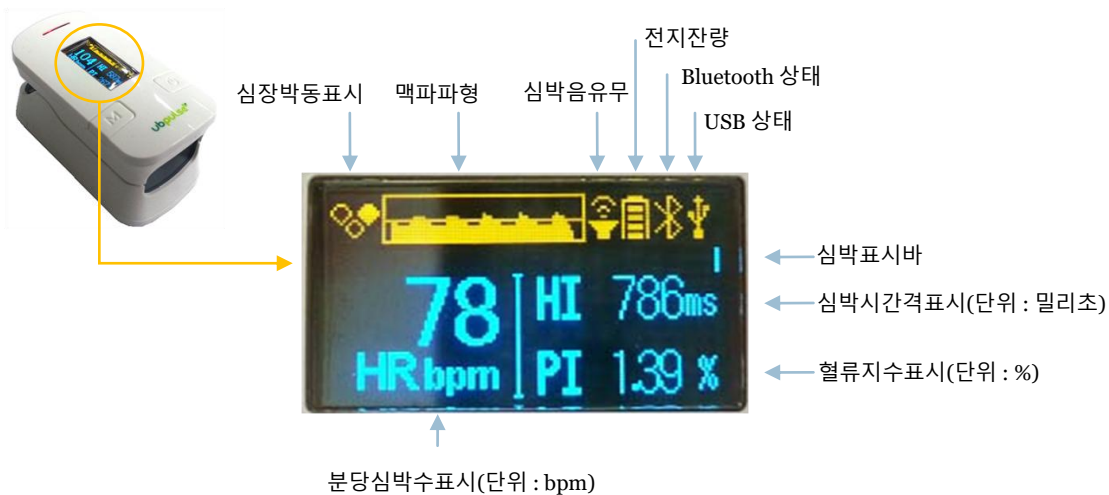 전지잔량
Bluetooth 상태
심장박동표시
맥파파형
심박음유무
USB 상태
M
ubpulse
심박표시바
78
HI 786ms
심박시간격표시(단위 : 밀리초)
HR bpm
PI 1.39 %
혈류지수표시(단위 : %)
분당심박수표시(단위 : bpm)